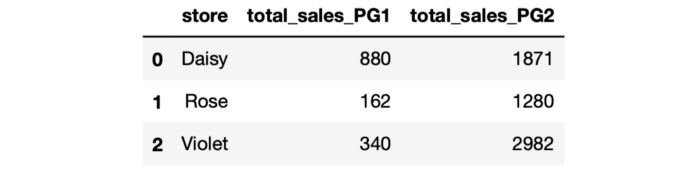 store total_sales_PG1 total_sales_PG2
0 Daisy 880 1871
1 Rose 162 1280
2 Violet 340 2982